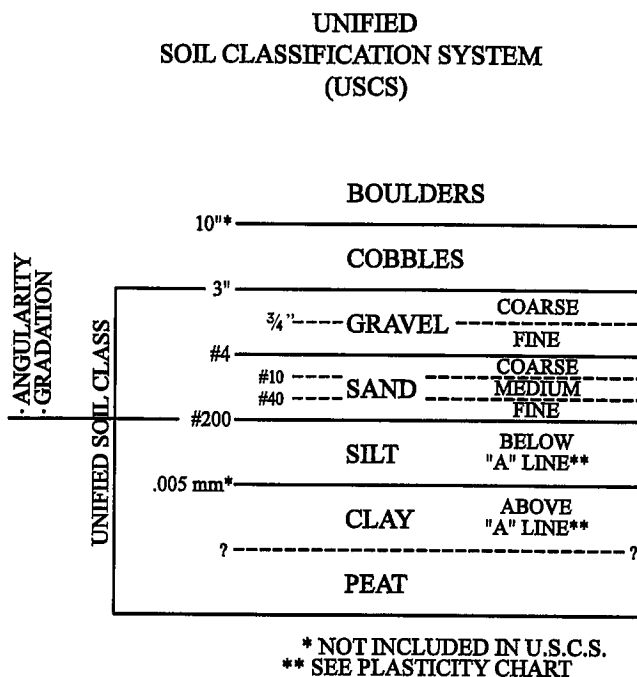 UNIFIED
SOIL CLASSIFICATION SYSTEM
(USCS)
BOULDERS
10"*
COBBLES
3"
COARSE
3/4" GRAVEL
FINE
#4
COARSE
#10
SAND MEDIUM
#40
FINE
#200
SILT
BELOW
"A" LINE**
.005 mm*
CLAY
ABOVE
"A" LINE**
? ?
PEAT
· ANGULARITY
· GRADATION
UNIFIED SOIL CLASS
* NOT INCLUDED IN U.S.C.S.
** SEE PLASTICITY CHART